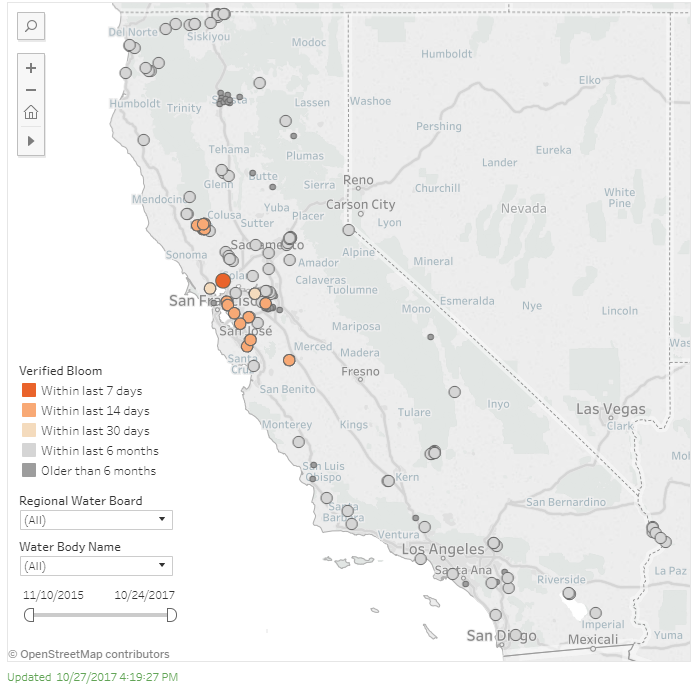 Del Norte
Siskiyou
Modoc
Humboldt
Elko
Humboldt
Trinity
Lassen
Washoe
Pershing
Tehama
Plumas
Lander
Eureka
Glenn
Butte
Sierra
Reno
Churchill
White
Pine
Mendocino
Colusa
Yuba
Placer
Carson City
Nevada
Sutter
Lyon
Sonoma
Sacramento
Alpine
Amador
Mineral
Calaveras
Tuolumne
San Francisco
Mono
Esmeralda
Nye
Lincoln
San José
Mariposa
Merced
Madera
Santa
Cruz
Fresno
San Benito
Inyo
Las Vegas
Monterey
Kings
Tulare
Clark
San Luis
Obispo
Kern
San Bernardino
Santa
Barbara
Ventura
Los Angeles
Santa Ana
Riverside
La Paz
Imperial
San Diego
Mexicali
Yuma
Verified Bloom
Within last 7 days
Within last 14 days
Within last 30 days
Within last 6 months
Older than 6 months
Regional Water Board
(All)
Water Body Name
(All)
11/10/2015 10/24/2017
© OpenStreetMap contributors
Updated 10/27/2017 4:19:27 PM